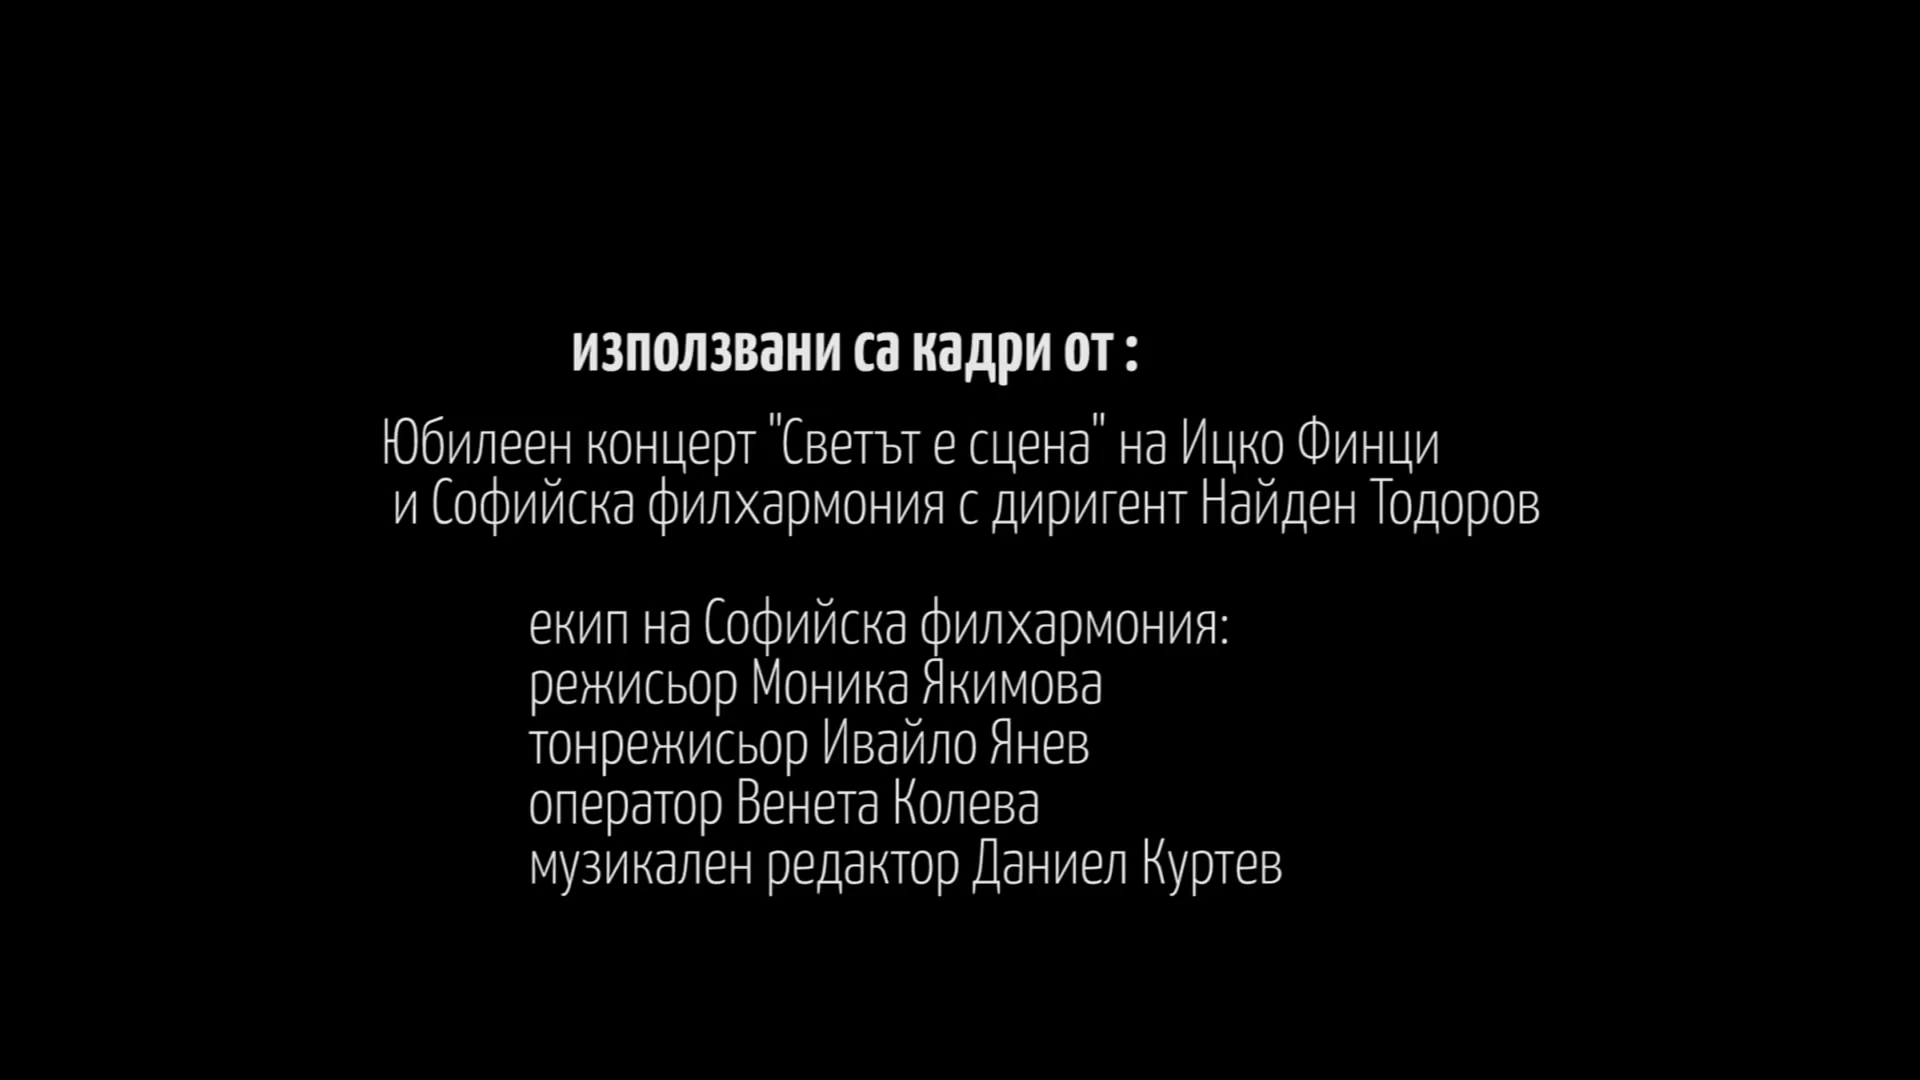 използвани са кадри от :
Юбилеен концерт "Светът е сцена" на Ицко Финци
и Софийска филхармония с диригент Найден Тодоров
екип на Софийска филхармония:
режисьор Моника Якимова
тонрежисьор Ивайло Янев
оператор Венета Колева
музикален редактор Даниел Куртев